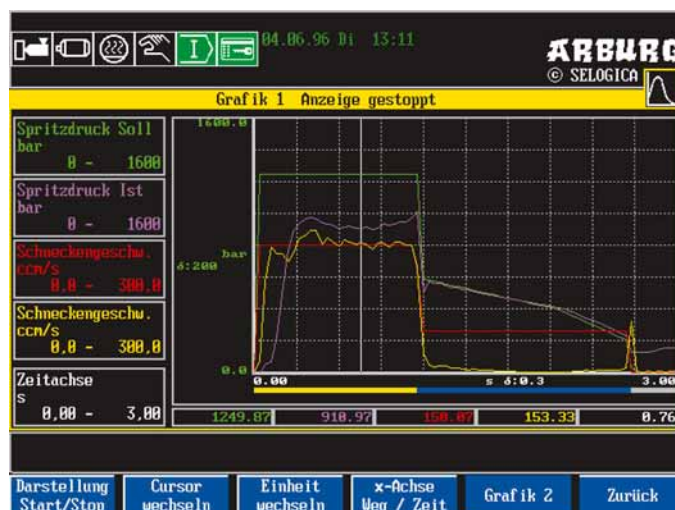 04.06.96 Di 13:11
ARBURG
© SELOGICA
Grafik 1 Anzeige gestoppt
Spritzdruck Soll
bar
0 - 1600
Spritzdruck Ist
bar
0 - 1600
Schneckengeschw.
ccm/s
0,0 - 300,0
Schneckengeschw.
ccm/s
0,0 - 300,0
Zeitachse
s
0,00 - 3,00
1600.0
bar
δ:200
0.0
0.00 s δ:0.3 3.00
1249.87 910.97 150.07 153.33 0.76
Darstellung
Start/Stop
Cursor
wechseln
Einheit
wechseln
x-Achse
Weg / Zeit
Grafik 2
Zurück